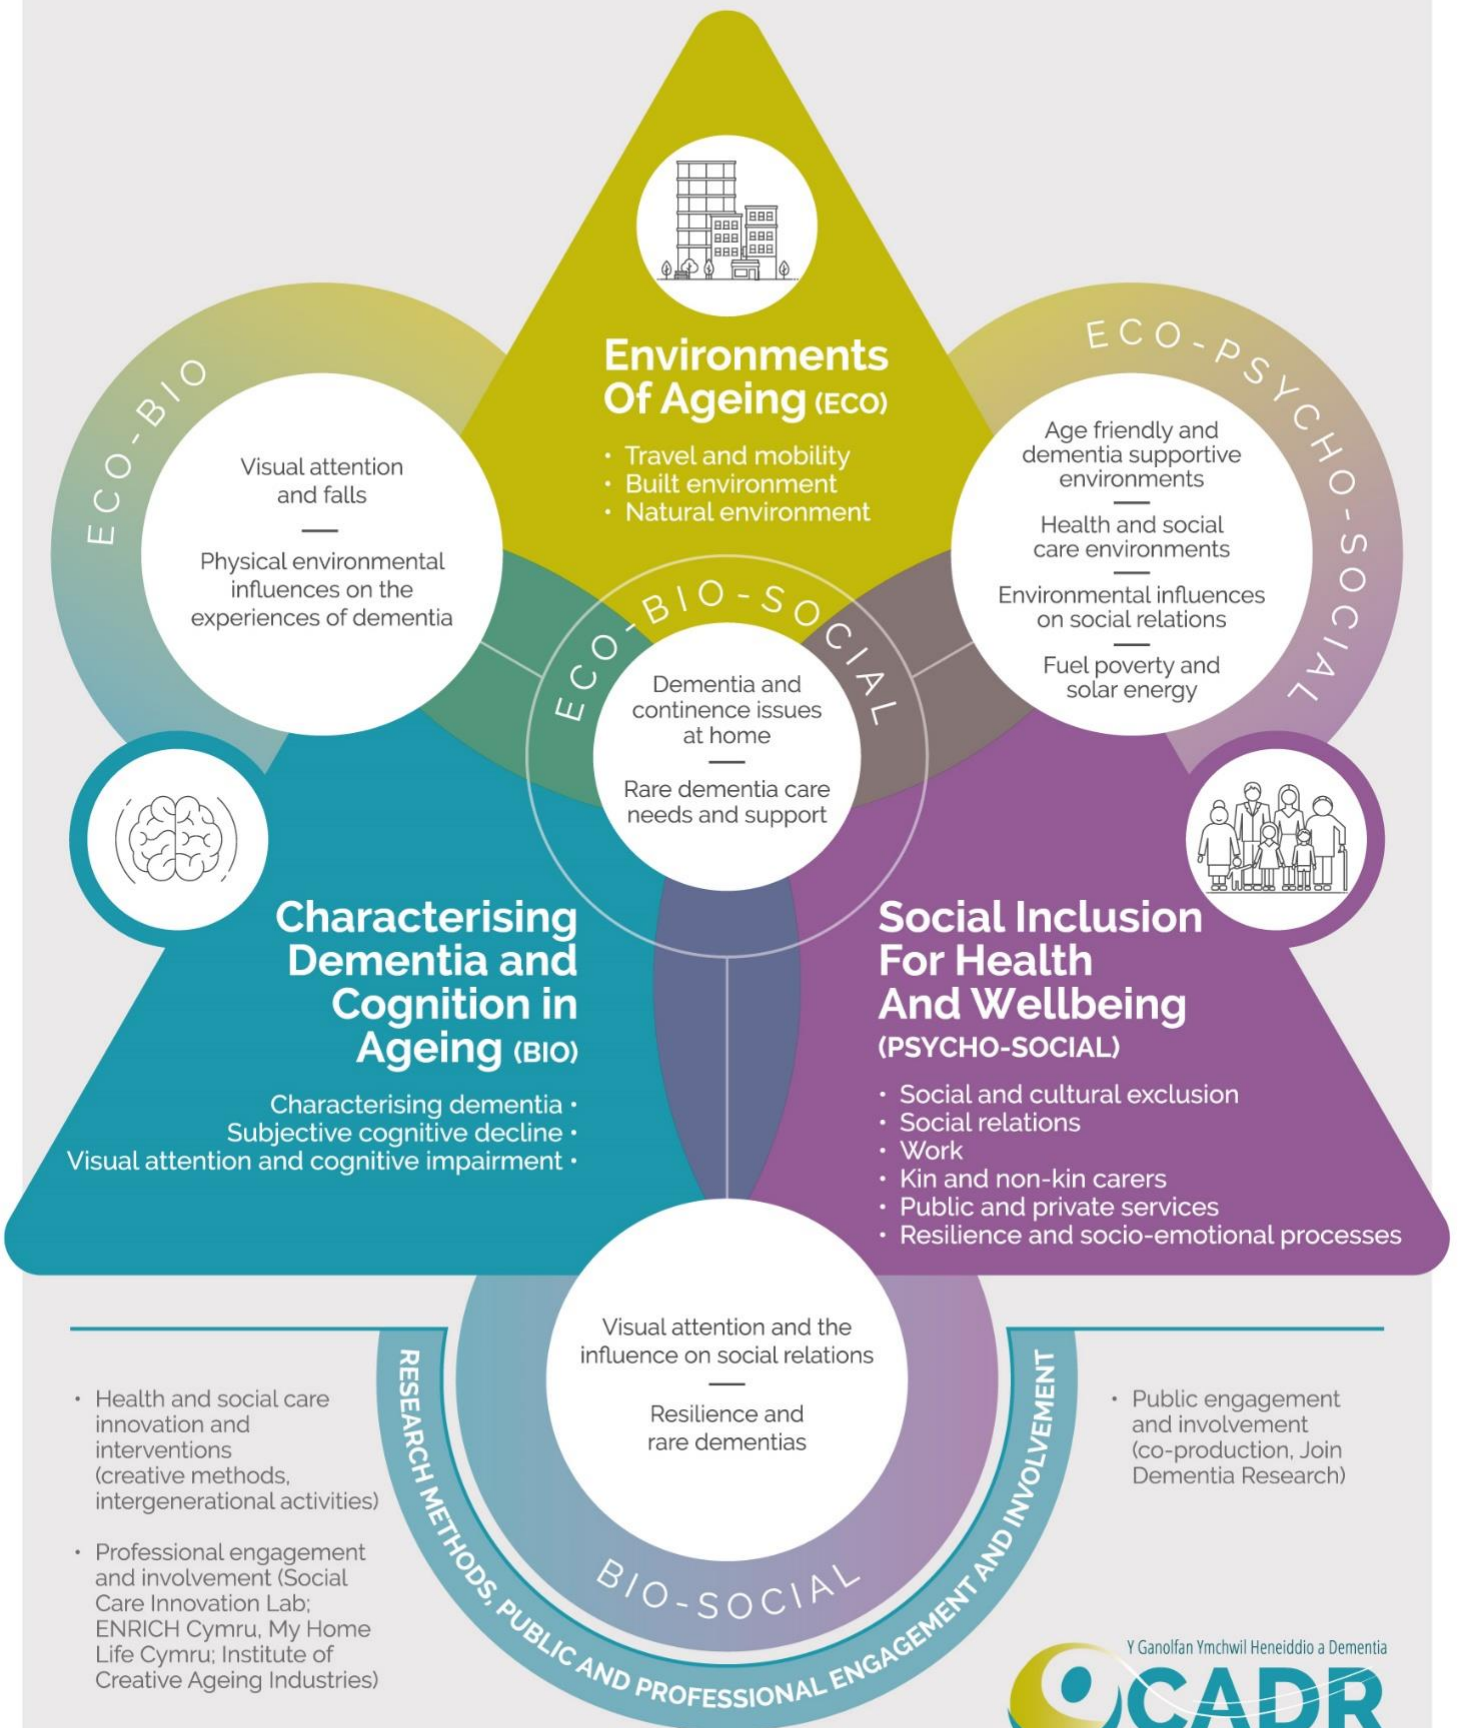 Environments
Of Ageing (ECO)
• Travel and mobility
• Built environment
• Natural environment
ECO-BIO
Visual attention
and falls
Physical environmental
influences on the
experiences of dementia
ECO-PSYCHO-SOCIAL
Age friendly and
dementia supportive
environments
Health and social
care environments
Environmental influences
on social relations
Fuel poverty and
solar energy
ECO-BIO-SOCIAL
Dementia and
continence issues
at home
Rare dementia care
needs and support
Characterising
Dementia and
Cognition in
Ageing (BIO)
Characterising dementia •
Subjective cognitive decline •
Visual attention and cognitive impairment •
Social Inclusion
For Health
And Wellbeing
(PSYCHO-SOCIAL)
• Social and cultural exclusion
• Social relations
• Work
• Kin and non-kin carers
• Public and private services
• Resilience and socio-emotional processes
Visual attention and the
influence on social relations
Resilience and
rare dementias
BIO-SOCIAL
RESEARCH METHODS, PUBLIC AND PROFESSIONAL ENGAGEMENT AND INVOLVEMENT
• Health and social care
innovation and
interventions
(creative methods,
intergenerational activities)
• Professional engagement
and involvement (Social
Care Innovation Lab;
ENRICH Cymru, My Home
Life Cymru; Institute of
Creative Ageing Industries)
• Public engagement
and involvement
(co-production, Join
Dementia Research)
Y Ganolfan Ymchwil Heneiddio a Dementia
CADR